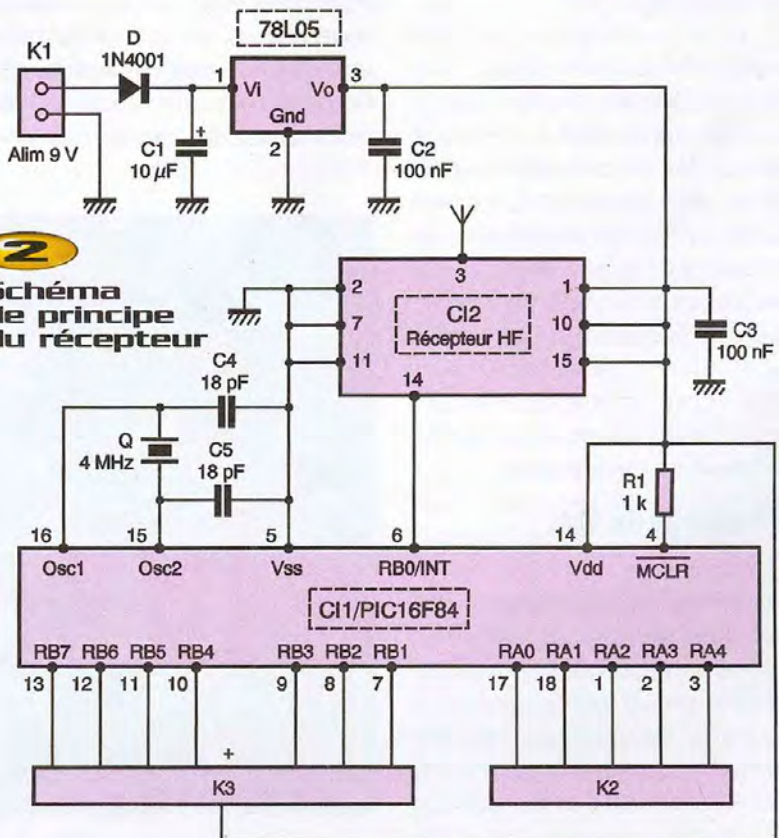 K1
D
1N4001
78L05
1
Vi
Vo
3
Gnd
2
Alim 9 V
C1
10 µF
+
C2
100 nF
2
Schéma
de principe
du récepteur
3
2
7
11
CI2
Récepteur HF
14
1
10
15
C3
100 nF
C4
18 pF
Q
4 MHz
C5
18 pF
R1
1 k
16
15
5
6
14
4
Osc1
Osc2
Vss
RB0/INT
Vdd
MCLR
CI1/PIC16F84
RB7
RB6
RB5
RB4
RB3
RB2
RB1
RA0
RA1
RA2
RA3
RA4
13
12
11
10
9
8
7
17
18
1
2
3
+
K3
K2